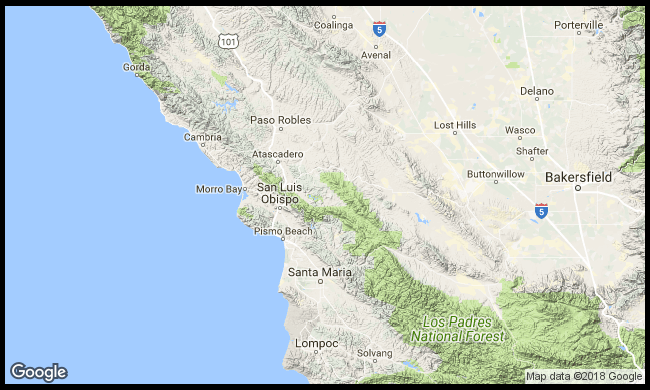 Coalinga
5
Porterville
101
Avenal
Gorda
Delano
Paso Robles
Lost Hills
Wasco
Cambria
Shafter
Atascadero
Buttonwillow
Bakersfield
Morro Bay
San Luis
Obispo
5
Pismo Beach
Santa Maria
Los Padres
National Forest
Lompoc
Solvang
Google
Map data ©2018 Google